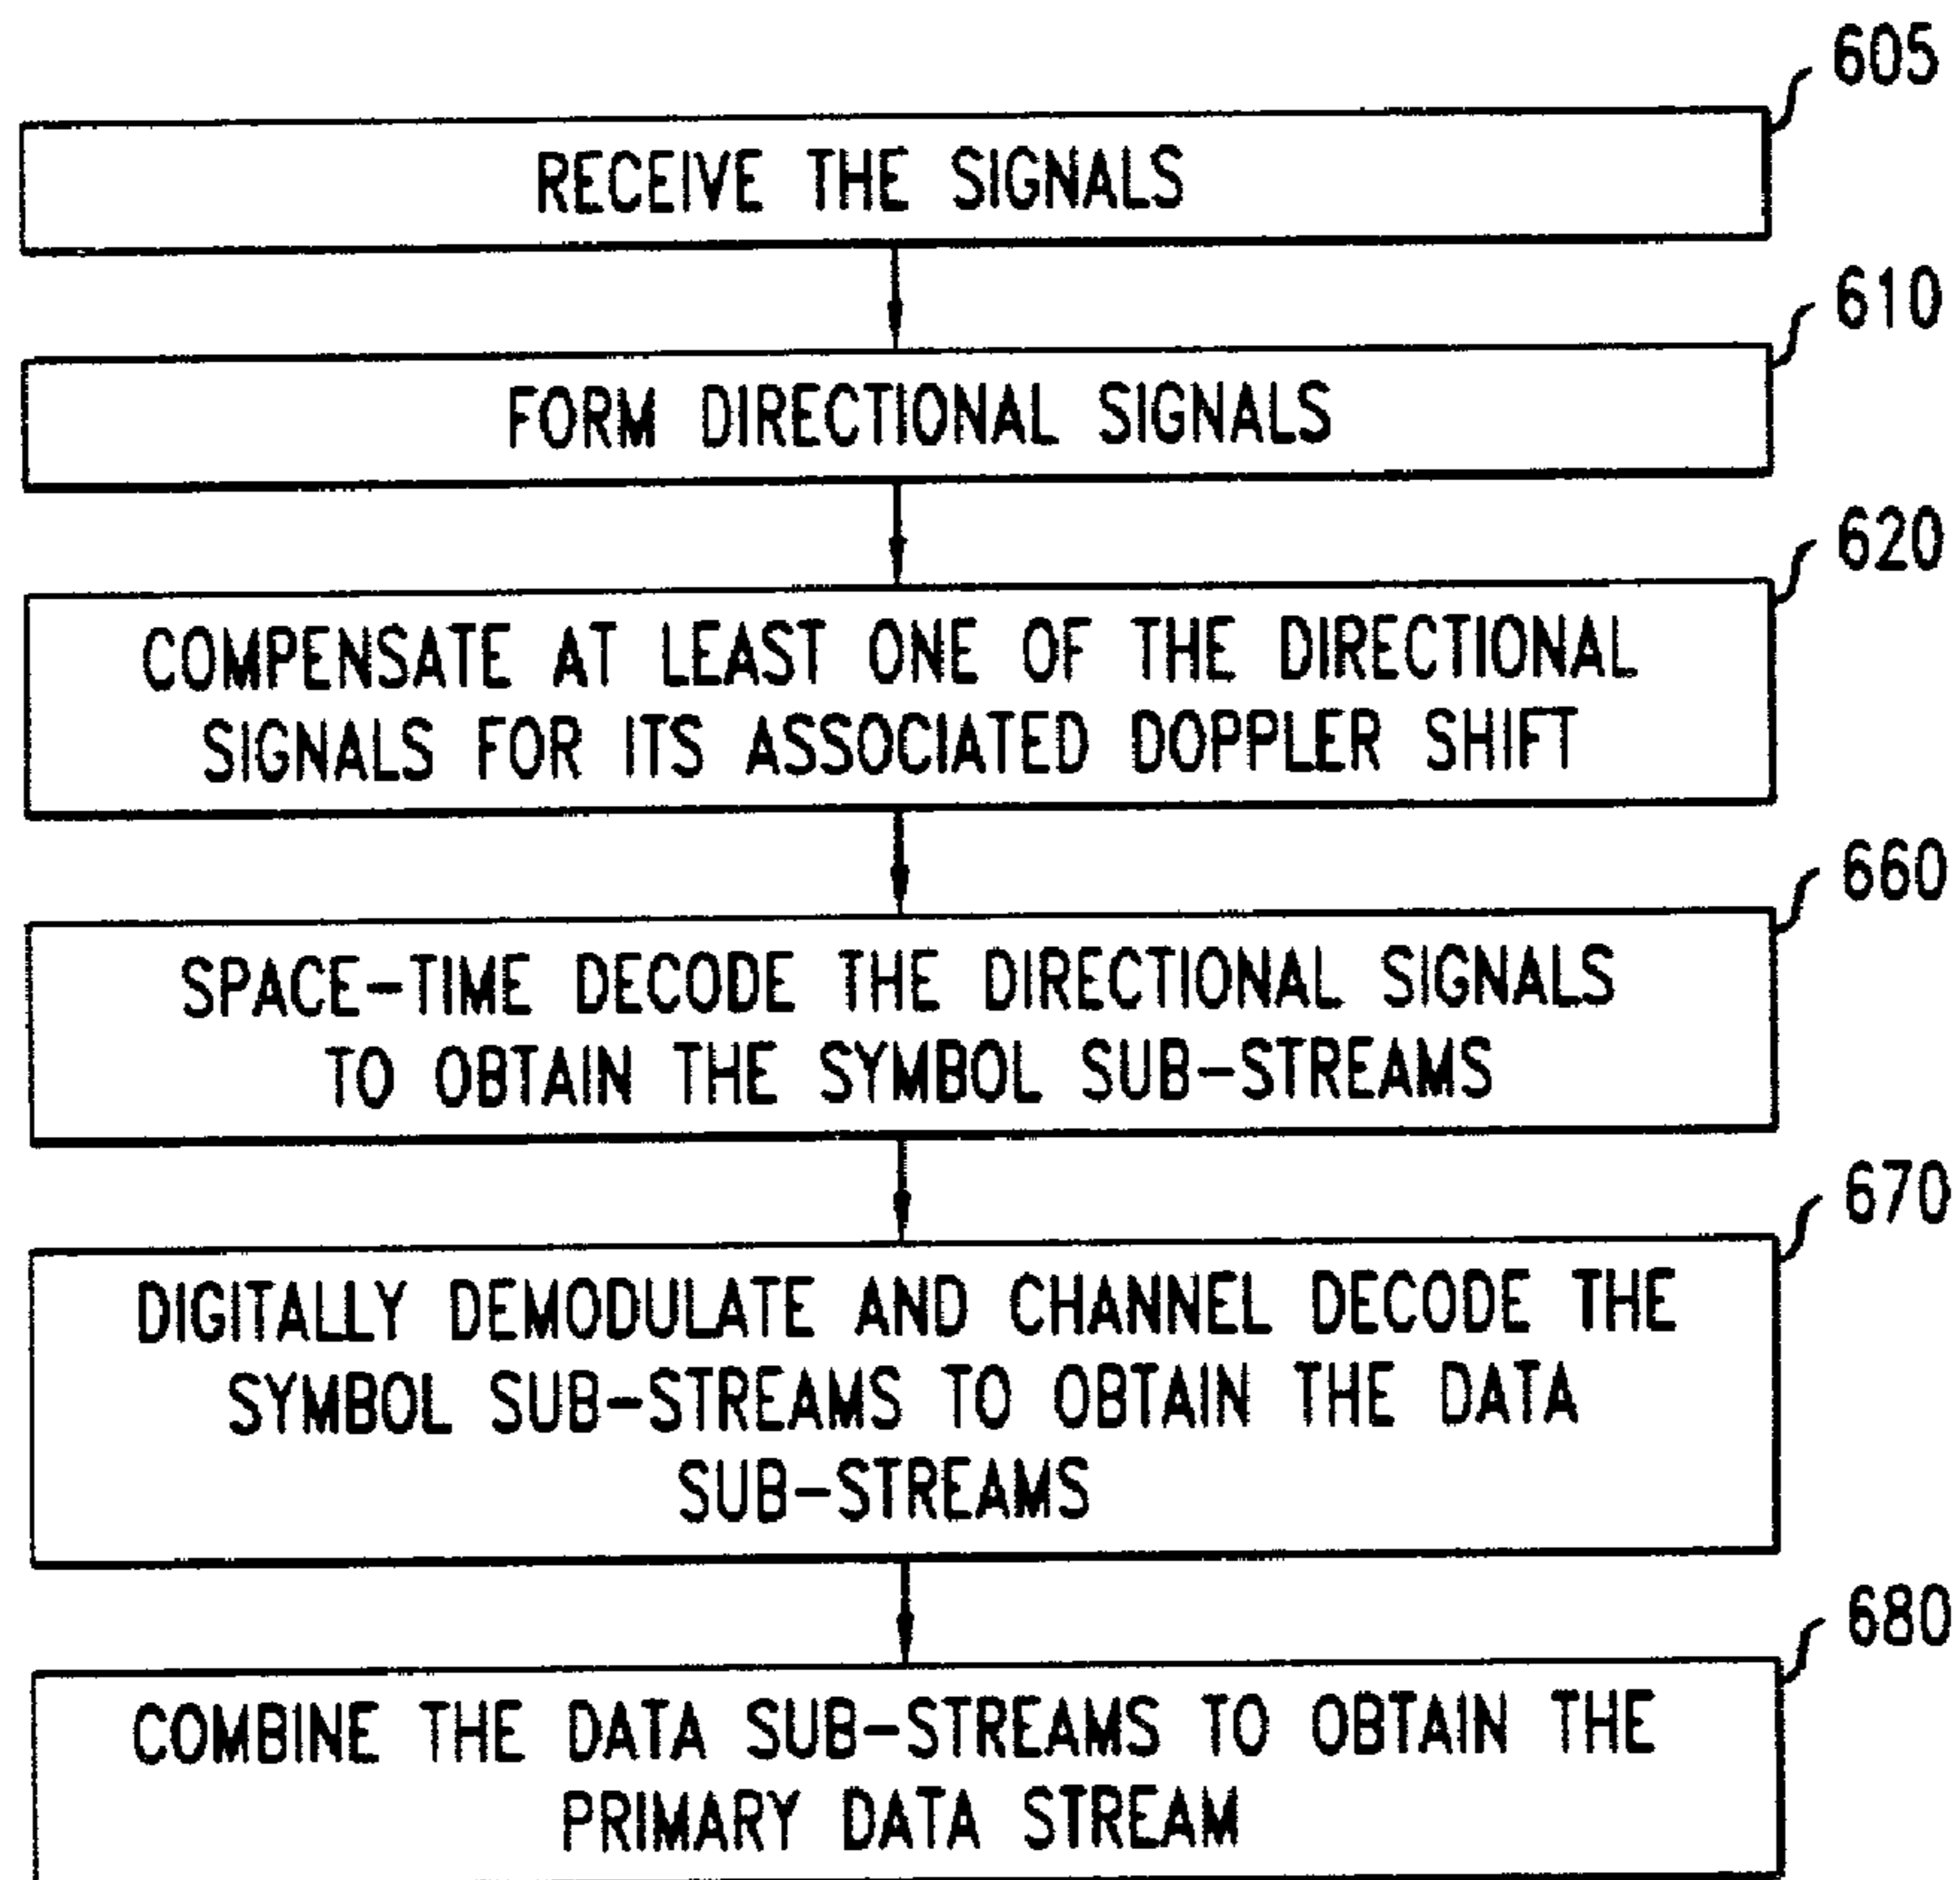 605
RECEIVE THE SIGNALS
610
FORM DIRECTIONAL SIGNALS
620
COMPENSATE AT LEAST ONE OF THE DIRECTIONAL
SIGNALS FOR ITS ASSOCIATED DOPPLER SHIFT
660
SPACE-TIME DECODE THE DIRECTIONAL SIGNALS
TO OBTAIN THE SYMBOL SUB-STREAMS
670
DIGITALLY DEMODULATE AND CHANNEL DECODE THE
SYMBOL SUB-STREAMS TO OBTAIN THE DATA
SUB-STREAMS
680
COMBINE THE DATA SUB-STREAMS TO OBTAIN THE
PRIMARY DATA STREAM